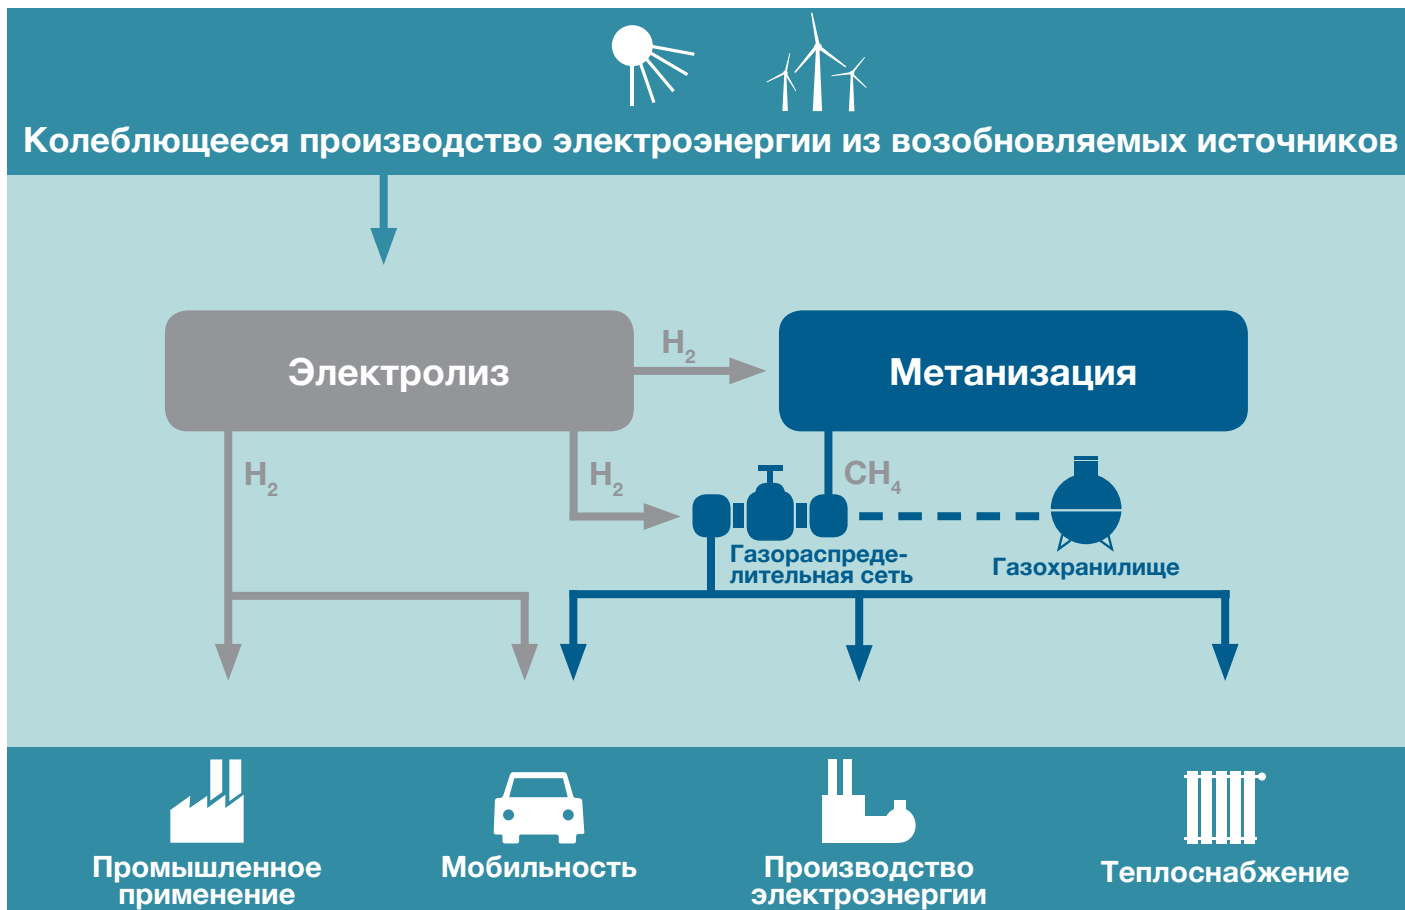 Колеблющееся производство электроэнергии из возобновляемых источников
Электролиз
H₂
Метанизация
H₂
H₂
CH₄
Газораспреде-
лительная сеть
Газохранилище
Промышленное
применение
Мобильность
Производство
электроэнергии
Теплоснабжение